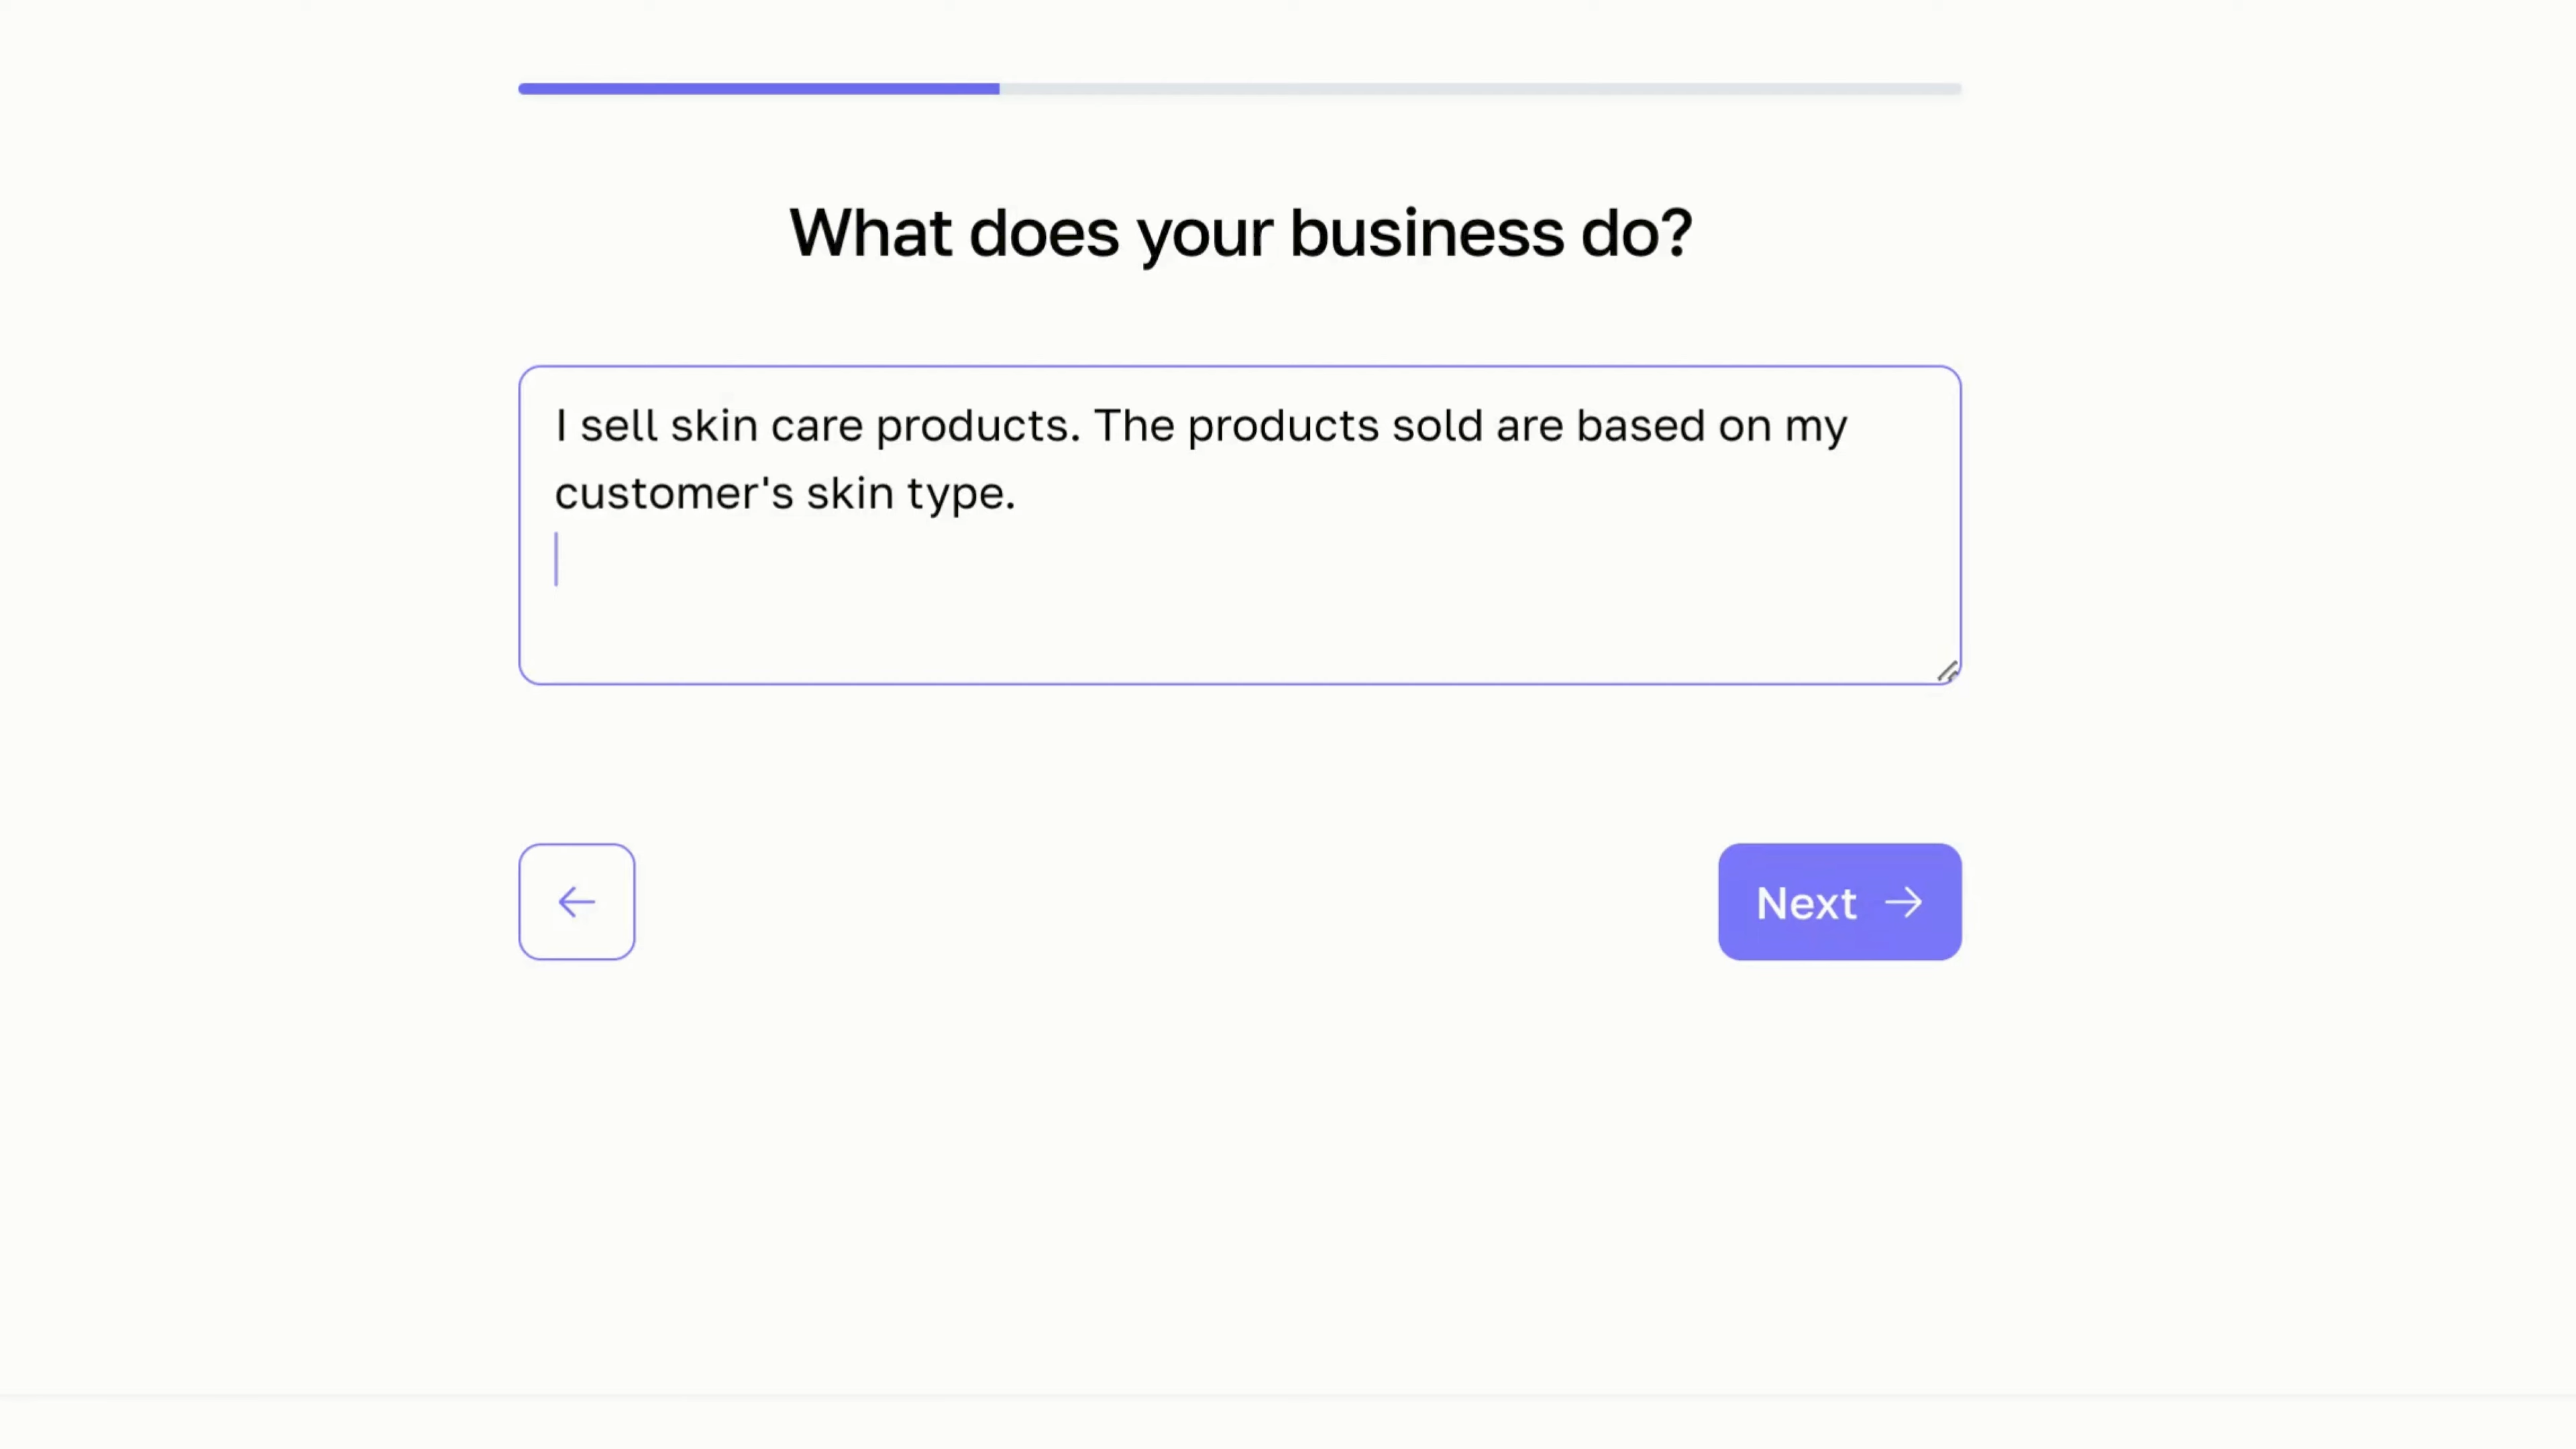 What does your business do?
I sell skin care products. The products sold are based on my
customer's skin type.
Next